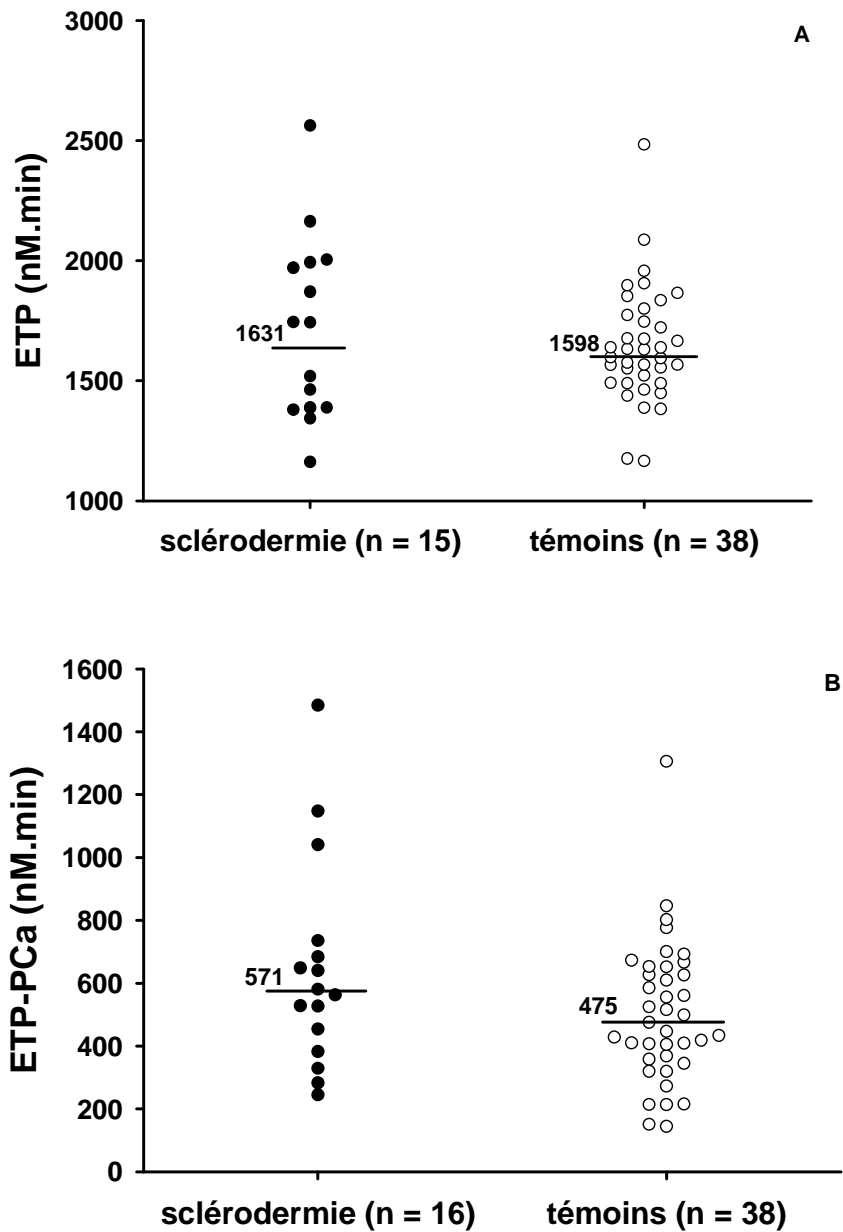 A
ETP (nM.min)
3000
2500
2000
1500
1000
1631
1598
sclérodermie (n = 15)
témoins (n = 38)
B
ETP-PCa (nM.min)
1600
1400
1200
1000
800
600
400
200
0
571
475
sclérodermie (n = 16)
témoins (n = 38)